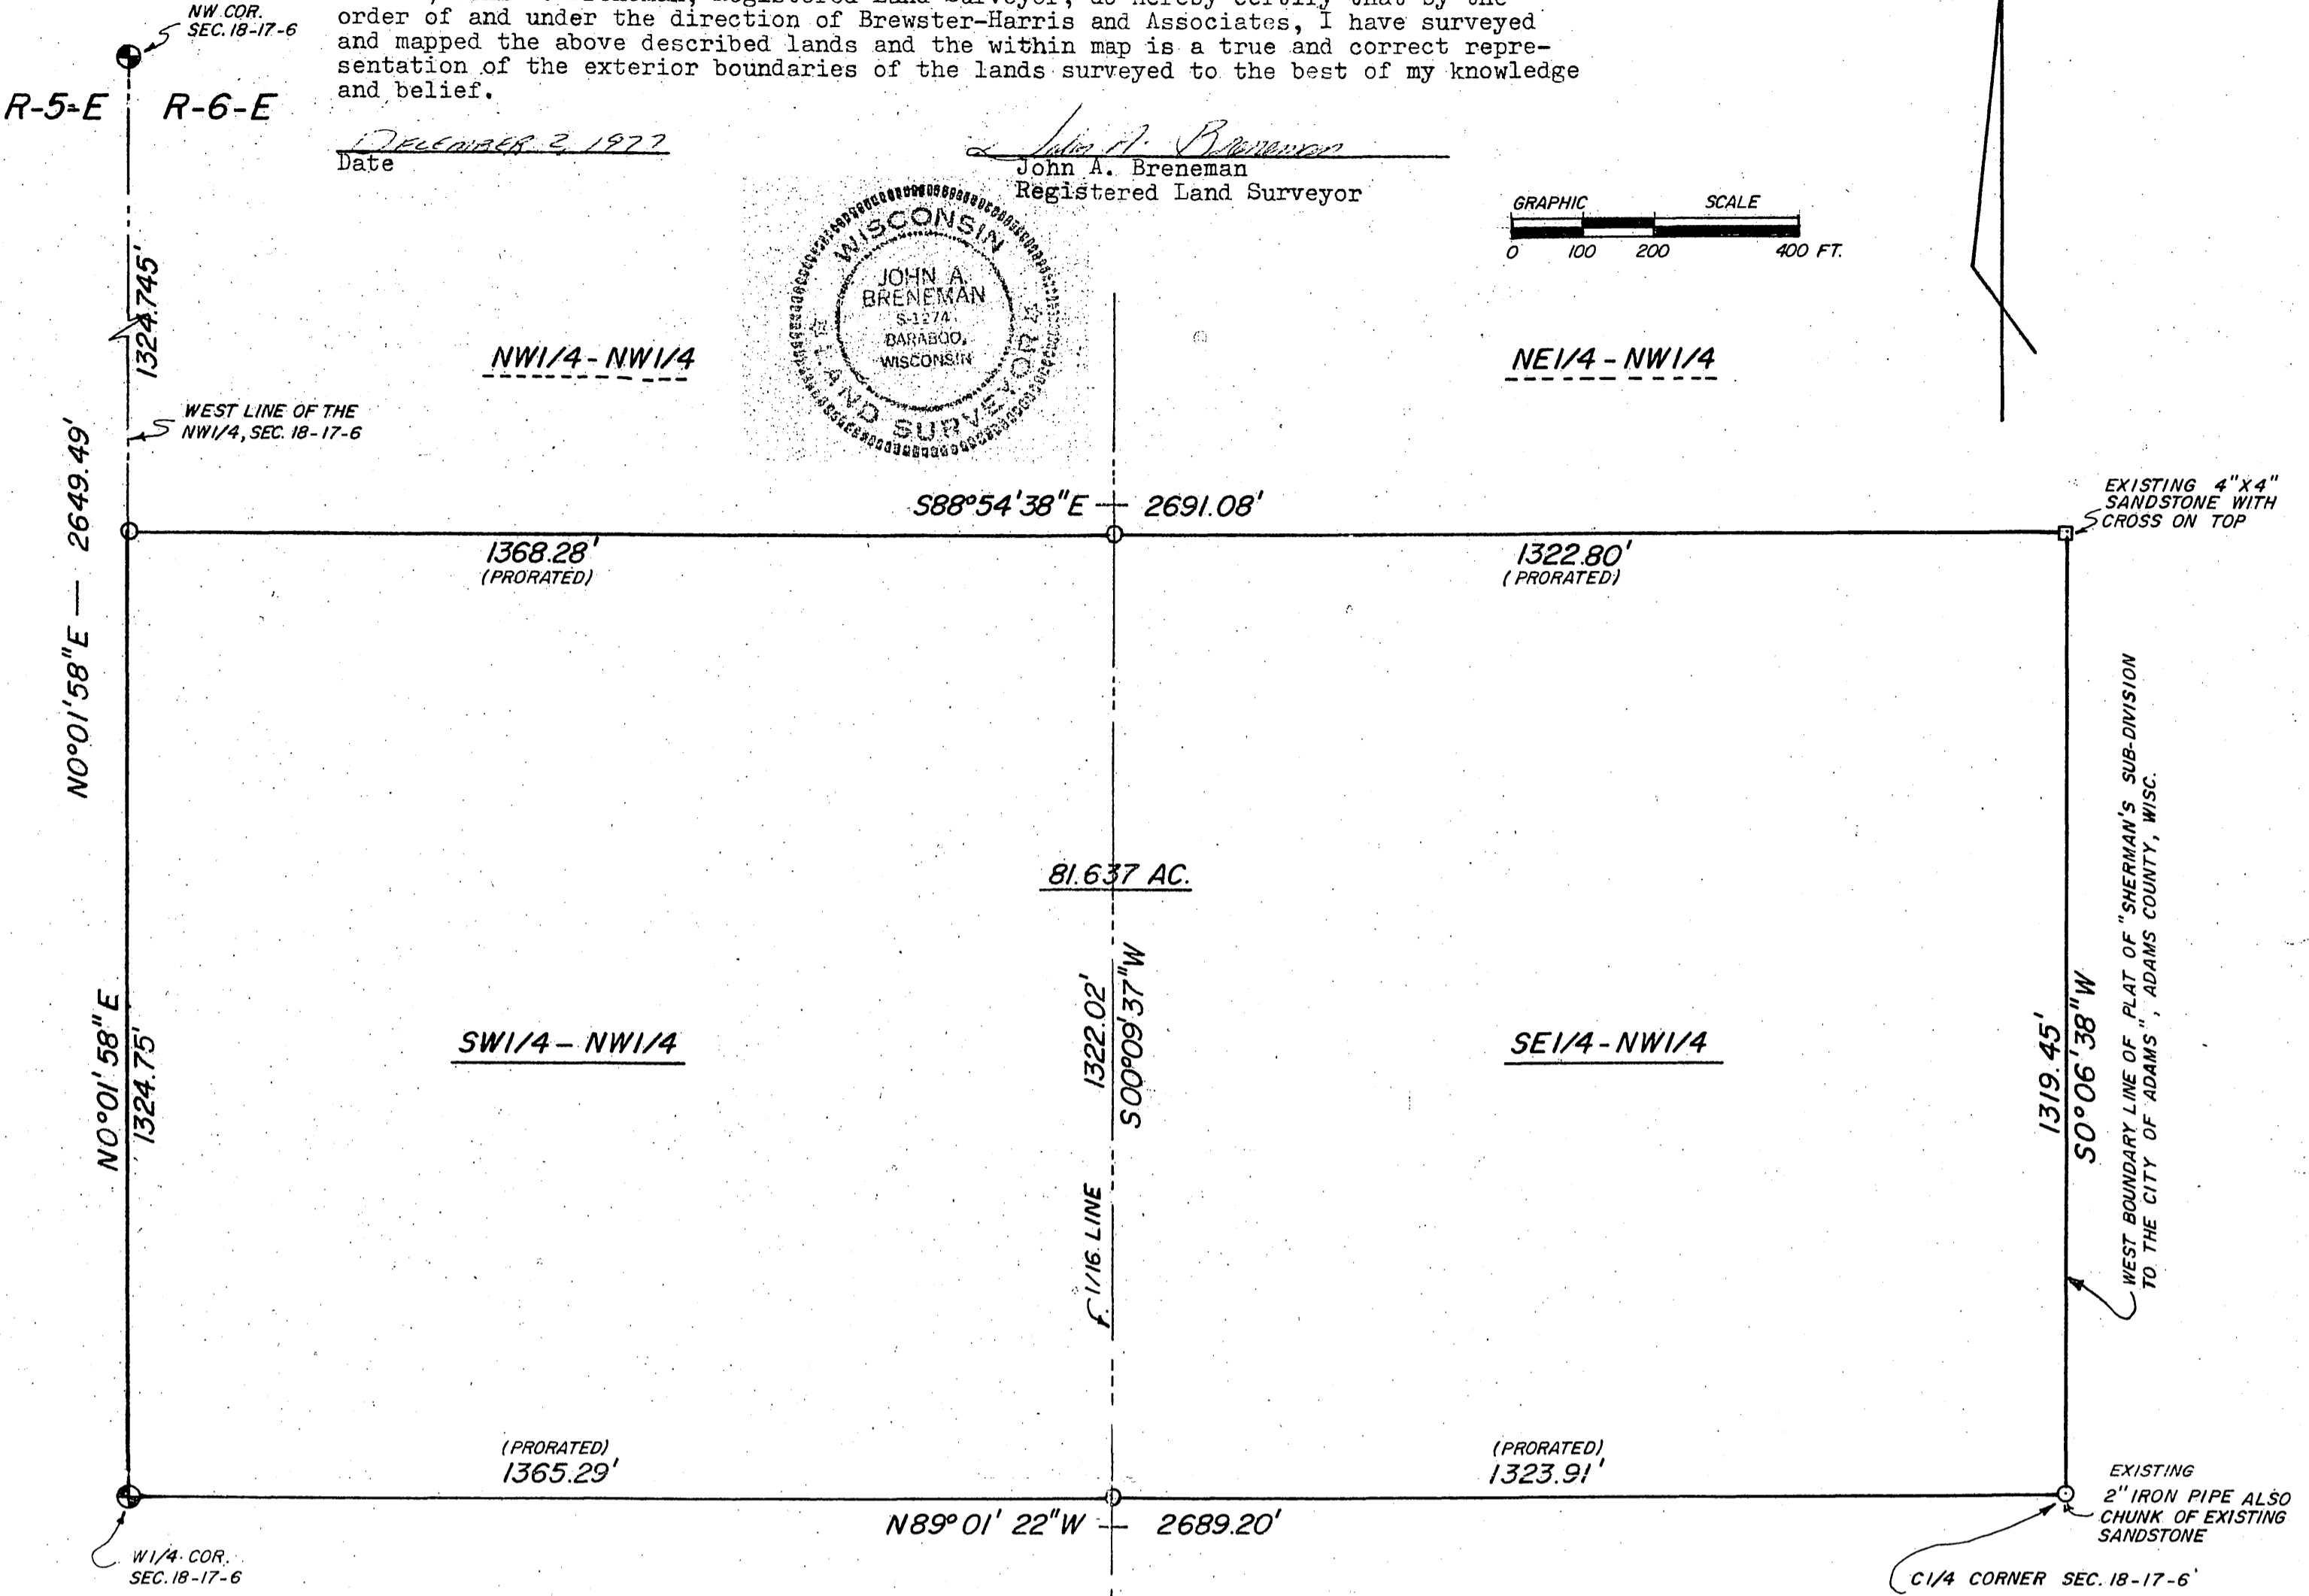 NW COR.
SEC. 18-17-6
order of and under the direction of Brewster-Harris and Associates, I have surveyed
and mapped the above described lands and the within map is a true and correct repre-
sentation of the exterior boundaries of the lands surveyed to the best of my knowledge
and belief.
R-5-E R-6-E
DECEMBER 2, 1977
Date
John A. Breneman
John A. Breneman
Registered Land Surveyor
WISCONSIN
JOHN A.
BRENEMAN
S-1274
BARABOO,
WISCONSIN
LAND SURVEYOR
GRAPHIC SCALE
0 100 200 400 FT.
1324.745'
NW1/4 - NW1/4
NE1/4 - NW1/4
WEST LINE OF THE
NW1/4, SEC. 18-17-6
N0°01'58"E — 2649.49'
S88°54'38"E — 2691.08'
EXISTING 4"X4"
SANDSTONE WITH
CROSS ON TOP
1368.28'
(PRORATED)
1322.80'
(PRORATED)
81.637 AC.
N0°01'58"E
1324.75'
SW1/4 - NW1/4
1322.02'
S00°09'37"W
1/16 LINE
SE1/4 - NW1/4
1319.45'
S0°06'38"W
WEST BOUNDARY LINE OF PLAT OF "SHERMAN'S SUB-DIVISION
TO THE CITY OF ADAMS", ADAMS COUNTY, WISC.
(PRORATED)
1365.29'
(PRORATED)
1323.91'
N89°01'22"W — 2689.20'
W1/4 COR.
SEC. 18-17-6
EXISTING
2" IRON PIPE ALSO
CHUNK OF EXISTING
SANDSTONE
C1/4 CORNER SEC. 18-17-6